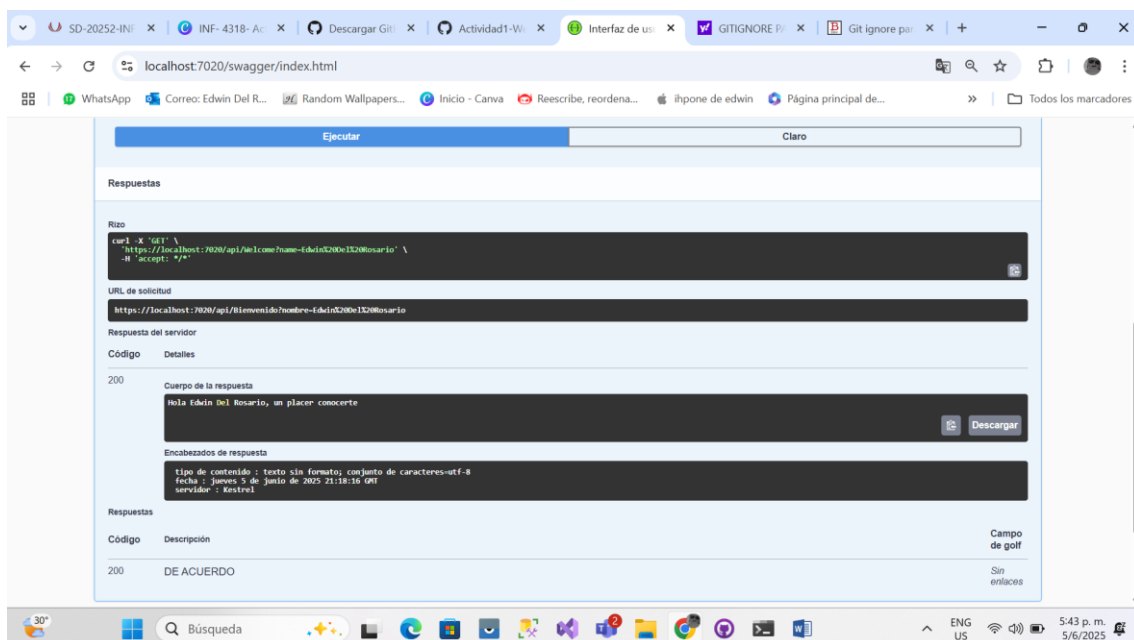 SD-20252-INF
INF- 4318- Ac
Descargar Git
Actividad1-W
Interfaz de us
GITIGNORE PA
Git ignore par
localhost:7020/swagger/index.html
WhatsApp
Correo: Edwin Del R...
Random Wallpapers...
Inicio - Canva
Reescribe, reordena...
ihpone de edwin
Página principal de...
»
Todos los marcadores
Ejecutar
Claro
Respuestas
Rizo
curl -X 'GET' \
'https://localhost:7020/api/Welcome?name=Edwin%20Del%20Rosario' \
-H 'accept: */*'
URL de solicitud
https://localhost:7020/api/Bienvenido?nombre=Edwin%20Del%20Rosario
Respuesta del servidor
Código Detalles
200
Cuerpo de la respuesta
Hola Edwin Del Rosario, un placer conocerte
Descargar
Encabezados de respuesta
tipo de contenido : texto sin formato; conjunto de caracteres=utf-8
fecha : jueves 5 de junio de 2025 21:18:16 GMT
servidor : Kestrel
Respuestas
Código Descripción Campo
de golf
200 DE ACUERDO Sin
enlaces
30°
Búsqueda
2
ENG
US
5:43 p. m.
5/6/2025